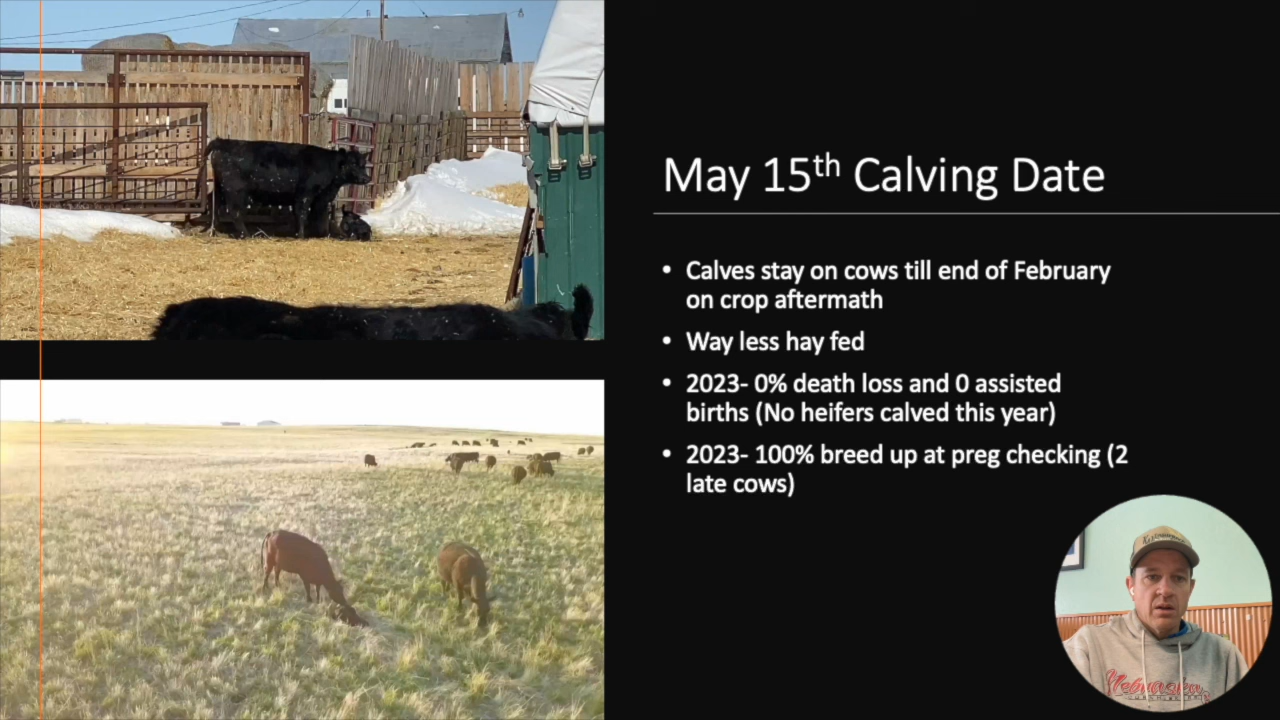 May 15th Calving Date
• Calves stay on cows till end of February
on crop aftermath
• Way less hay fed
• 2023- 0% death loss and 0 assisted
births (No heifers calved this year)
• 2023- 100% breed up at preg checking (2
late cows)
Nebraska